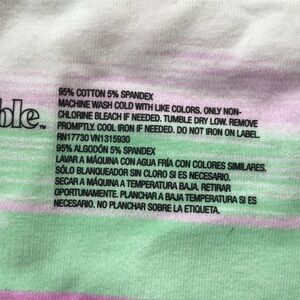 ble™
95% COTTON 5% SPANDEX
MACHINE WASH COLD WITH LIKE COLORS. ONLY NON-
CHLORINE BLEACH IF NEEDED. TUMBLE DRY LOW. REMOVE
PROMPTLY. COOL IRON IF NEEDED. DO NOT IRON ON LABEL.
RN17730 VN1315930
95% ALGODÓN 5% SPANDEX
LAVAR A MÁQUINA CON AGUA FRÍA CON COLORES SIMILARES.
SÓLO BLANQUEADOR SIN CLORO SI ES NECESARIO.
SECAR A MÁQUINA A TEMPERATURA BAJA. RETIRAR
OPORTUNAMENTE. PLANCHAR A BAJA TEMPERATURA SI ES
NECESARIO. NO PLANCHAR SOBRE LA ETIQUETA.